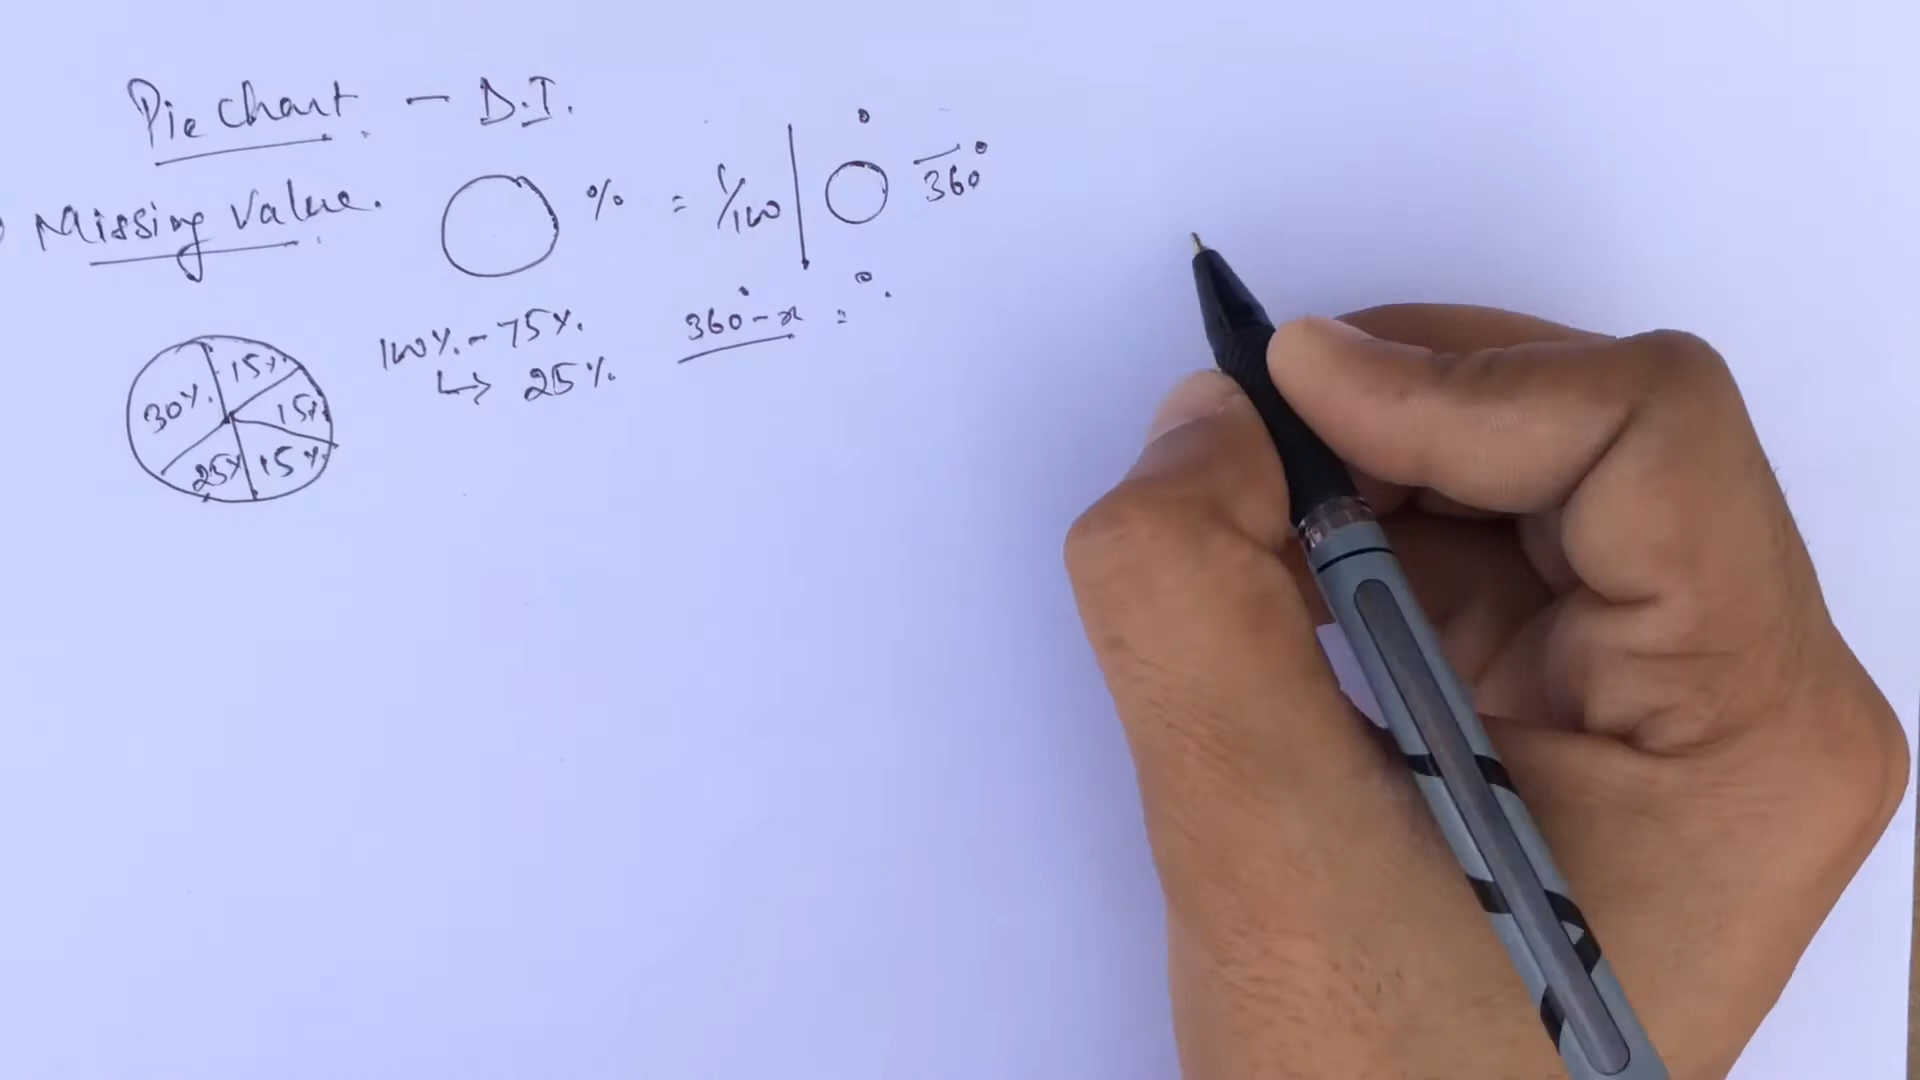 Pie chart - D.I.
Missing Value.
% = 1/100
° 360°
100% - 75%.
↳ 25%
360° - x = °.
30%. 15%
15%
25% 15%